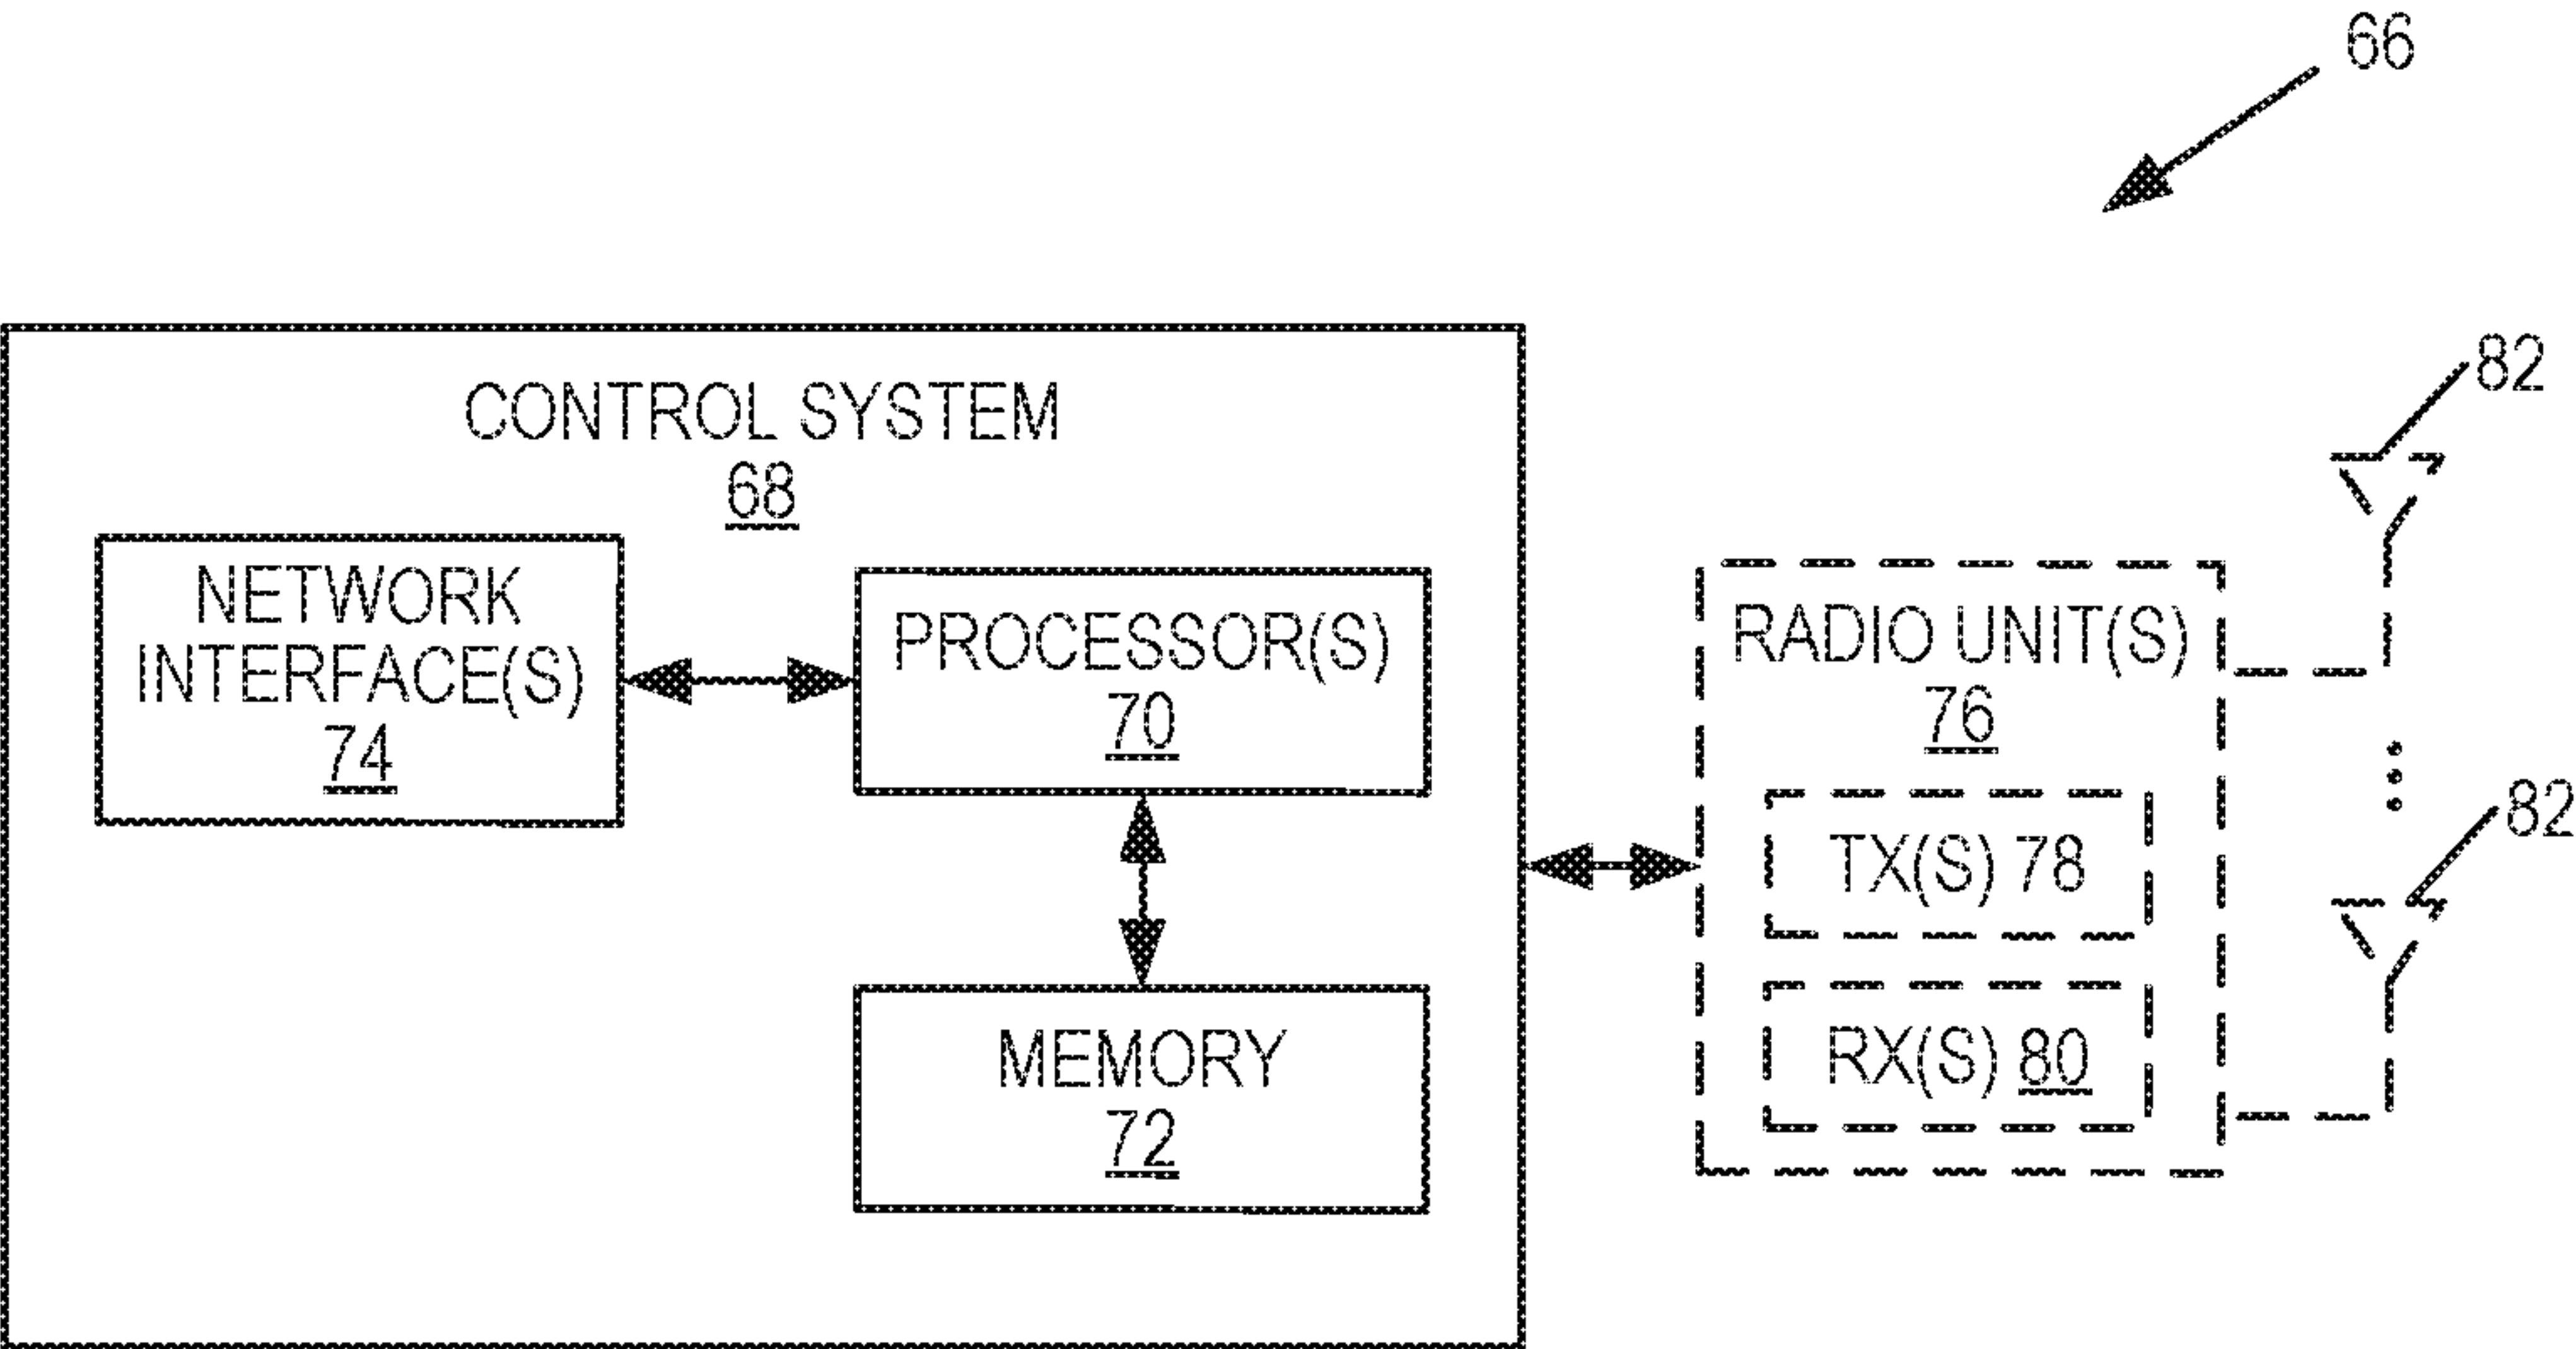 66
CONTROL SYSTEM
68
NETWORK
INTERFACE(S)
74
PROCESSOR(S)
70
MEMORY
72
RADIO UNIT(S)
76
TX(S) 78
RX(S) 80
82
82